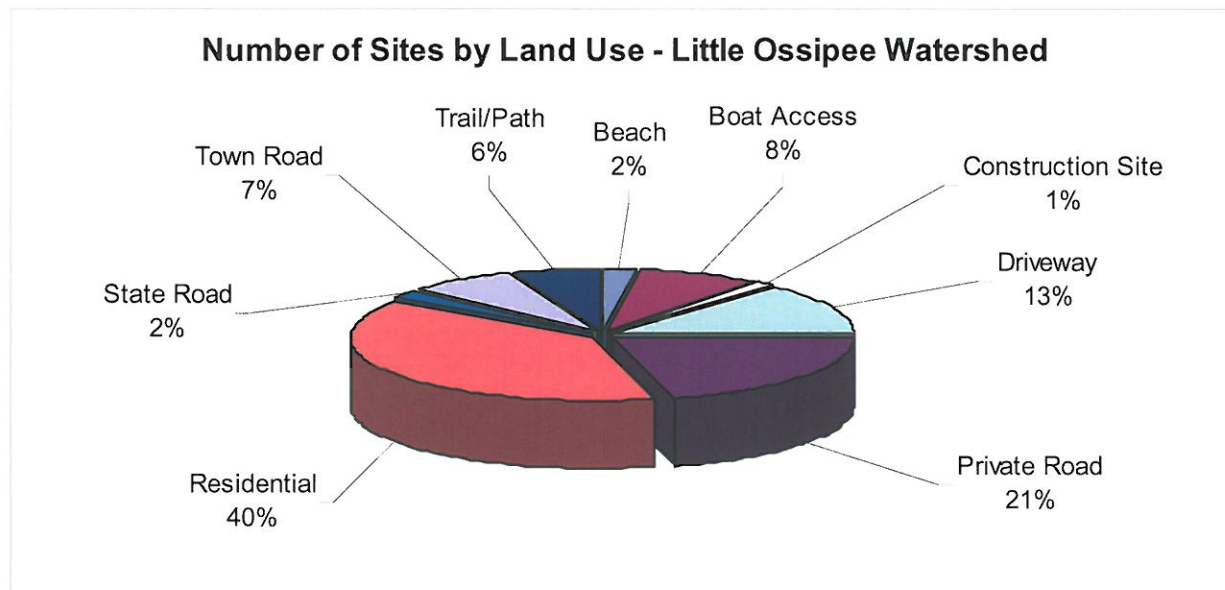 Number of Sites by Land Use - Little Ossipee Watershed
Trail/Path
6%
Beach
2%
Boat Access
8%
Town Road
7%
Construction Site
1%
State Road
2%
Driveway
13%
Residential
40%
Private Road
21%